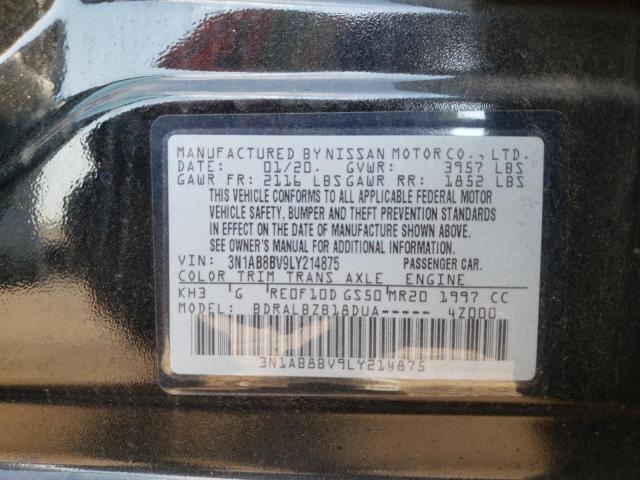 MANUFACTURED BY NISSAN MOTOR CO., LTD.
DATE: 01/20. GVWR: 3957 LBS
GAWR FR: 2116 LBS GAWR RR: 1852 LBS
THIS VEHICLE CONFORMS TO ALL APPLICABLE FEDERAL MOTOR
VEHICLE SAFETY, BUMPER AND THEFT PREVENTION STANDARDS
IN EFFECT ON THE DATE OF MANUFACTURE SHOWN ABOVE.
SEE OWNER'S MANUAL FOR ADDITIONAL INFORMATION.
VIN: 3N1AB8BV9LY214875 PASSENGER CAR.
COLOR TRIM TRANS AXLE ENGINE
KH3 G RE0F10D GS50 MR20 1997 CC
MODEL: BDRALBZB18DUA----- 4Z000
3N1AB8BV9LY214875